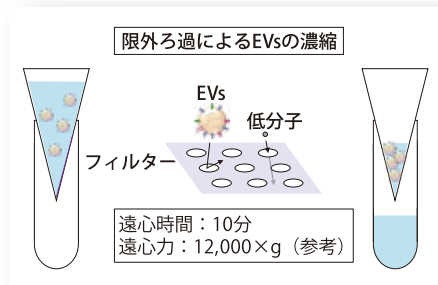 限外ろ過によるEVsの濃縮
EVs
低分子
フィルター
遠心時間：10分
遠心力：12,000×g（参考）